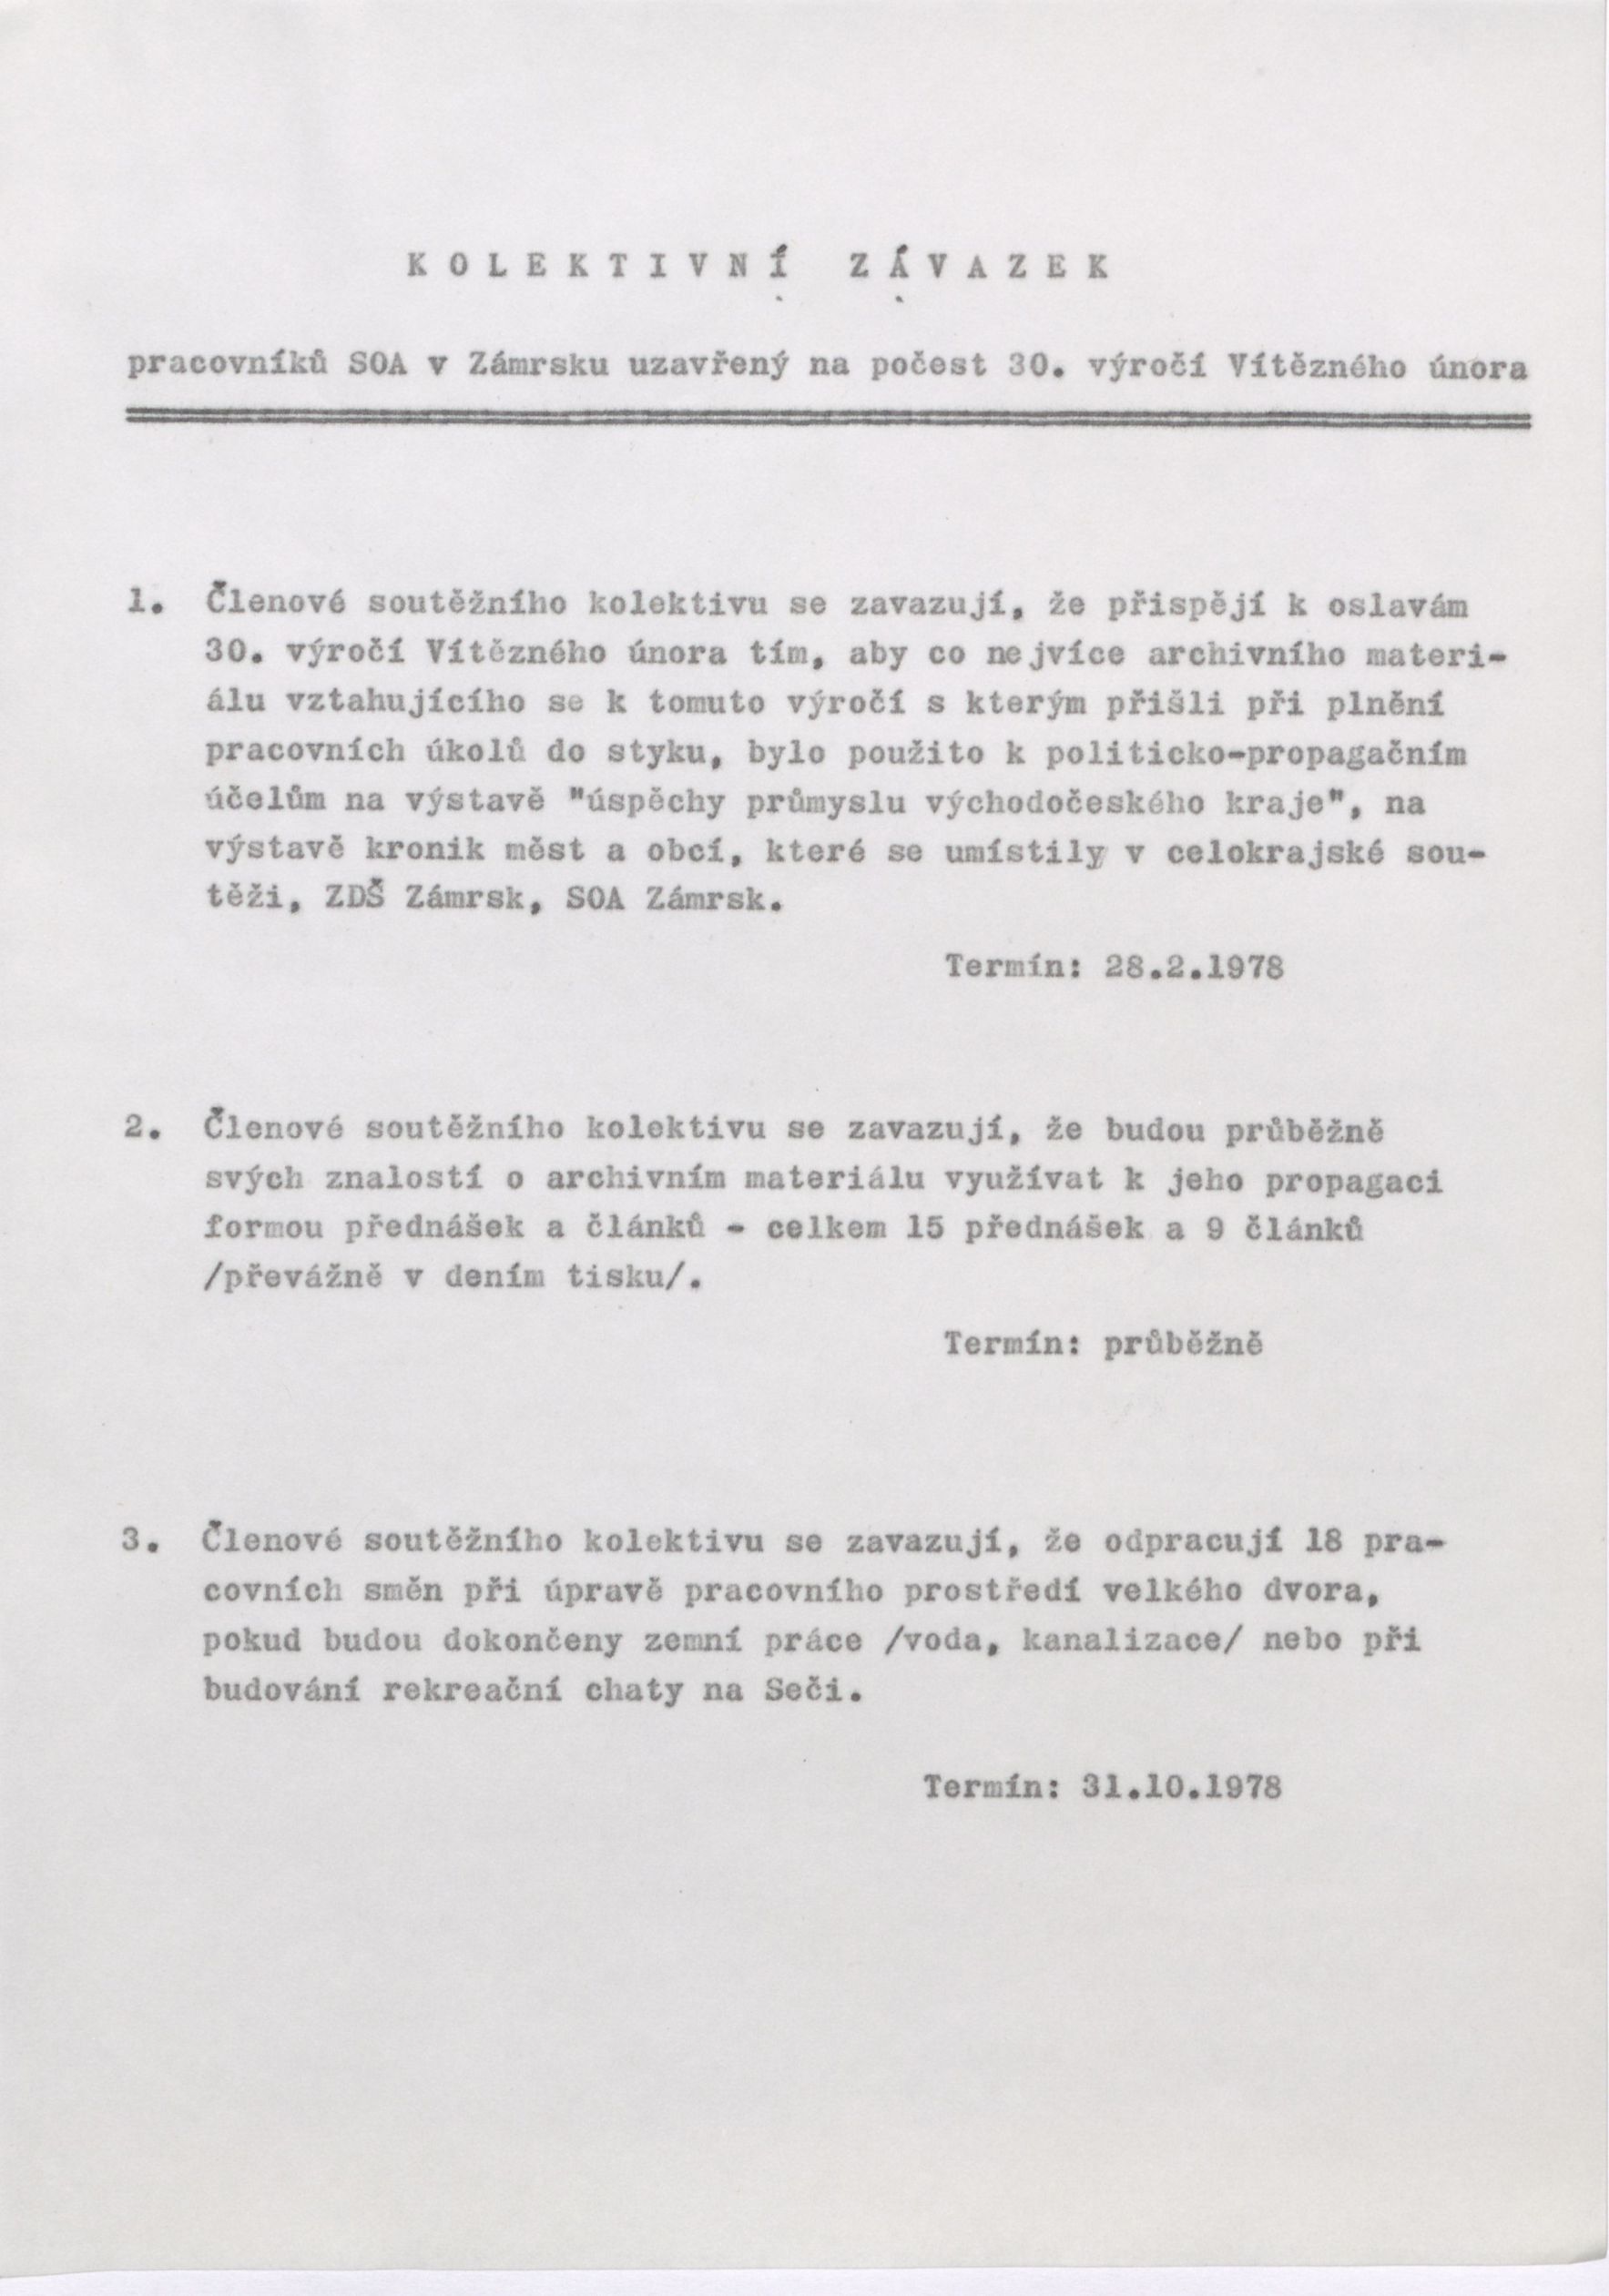 KOLEKTIVNÍ ZÁVAZEK
pracovníků SOA v Zámrsku uzavřený na počest 30. výročí Vítězného února
1. Členové soutěžního kolektivu se zavazují, že přispějí k oslavám
30. výročí Vítězného února tím, aby co nejvíce archivního materi-
álu vztahujícího se k tomuto výročí s kterým přišli při plnění
pracovních úkolů do styku, bylo použito k politicko-propagačním
účelům na výstavě "úspěchy průmyslu východočeského kraje", na
výstavě kronik měst a obcí, které se umístily v celokrajské sou-
těži, ZDŠ Zámrsk, SOA Zámrsk.
Termín: 28.2.1978
2. Členové soutěžního kolektivu se zavazují, že budou průběžně
svých znalostí o archivním materiálu využívat k jeho propagaci
formou přednášek a článků - celkem 15 přednášek a 9 článků
/převážně v dením tisku/.
Termín: průběžně
3. Členové soutěžního kolektivu se zavazují, že odpracují 18 pra-
covních směn při úpravě pracovního prostředí velkého dvora,
pokud budou dokončeny zemní práce /voda, kanalizace/ nebo při
budování rekreační chaty na Seči.
Termín: 31.10.1978